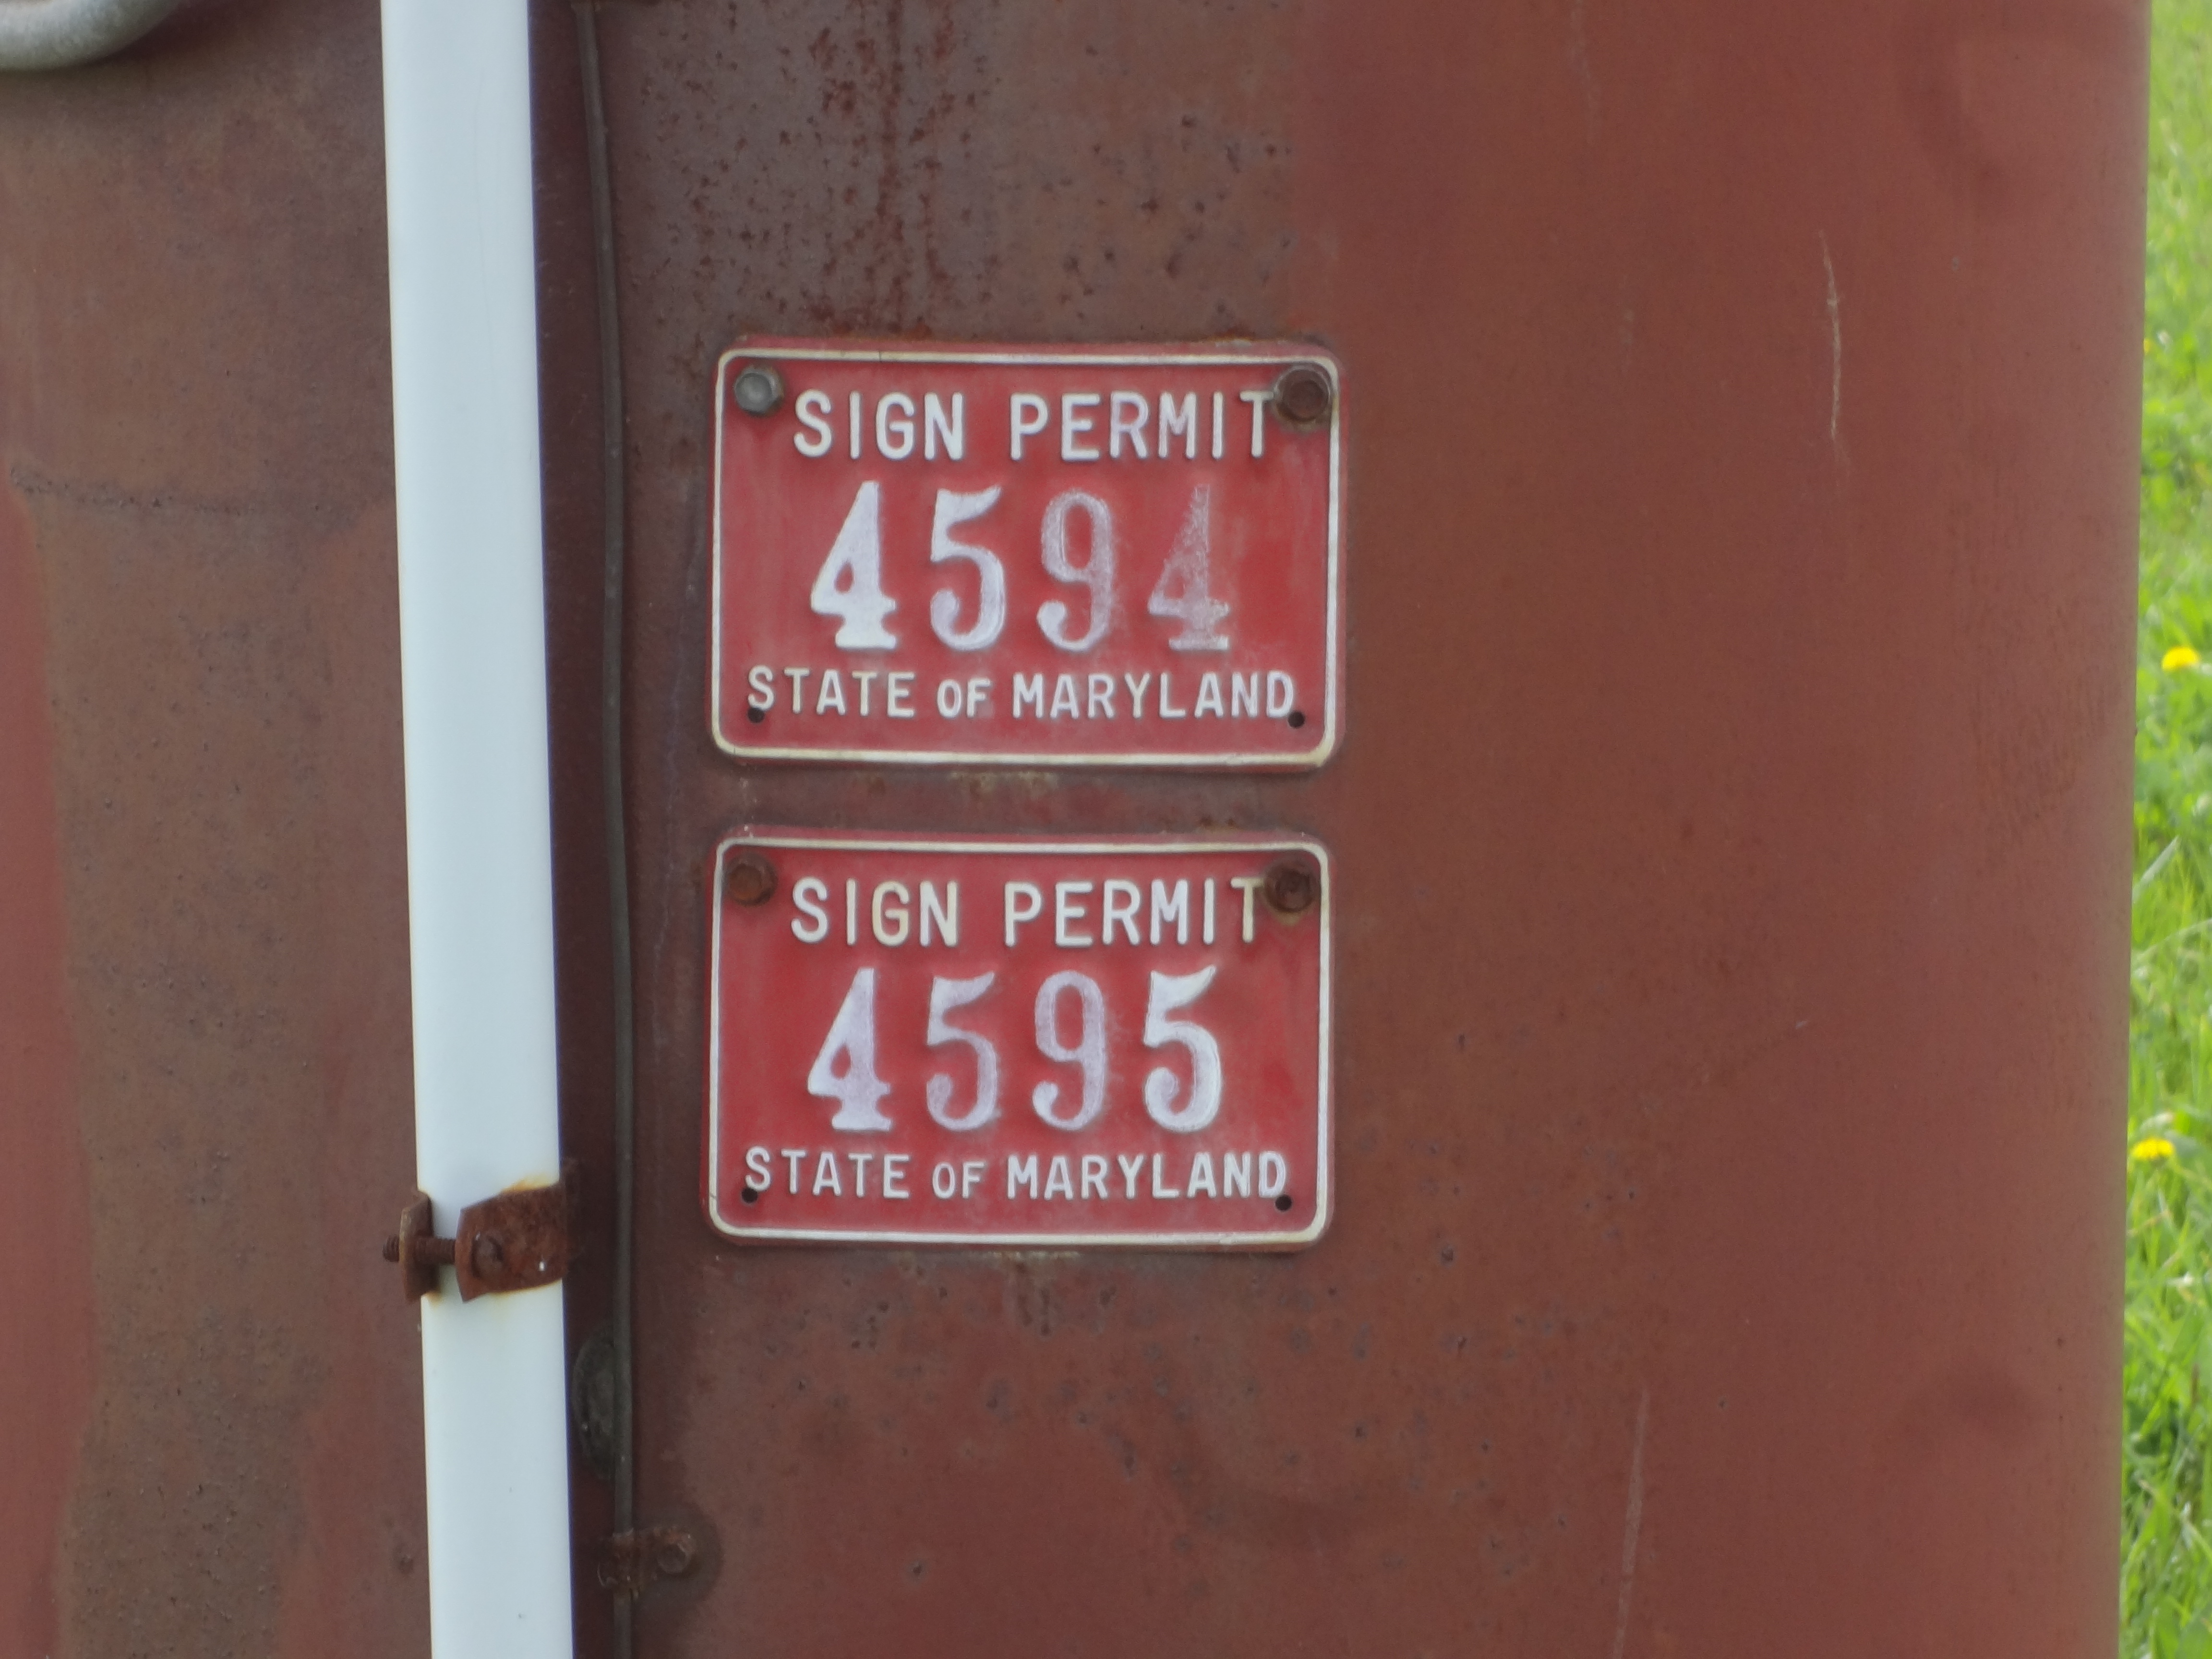 SIGN PERMIT
4594
STATE OF MARYLAND
SIGN PERMIT
4595
STATE OF MARYLAND